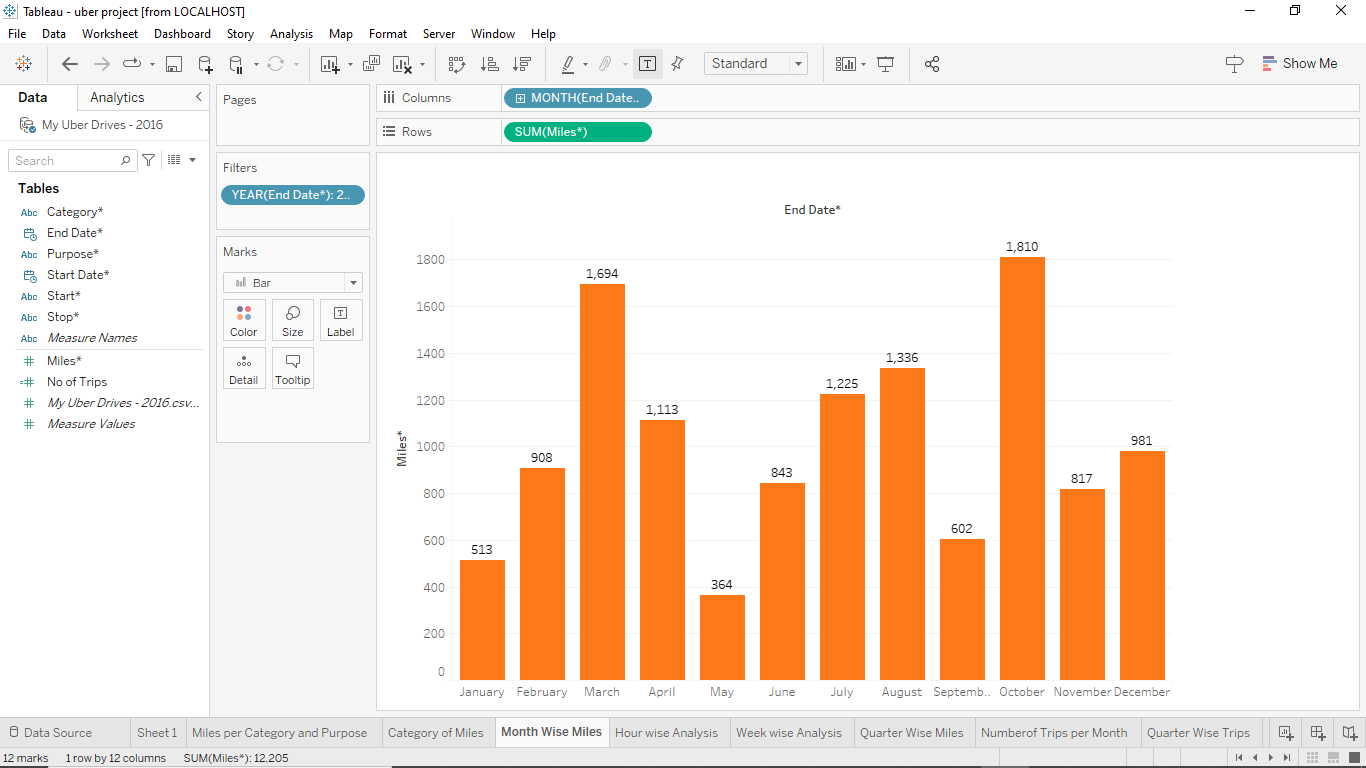 Tableau - uber project [from LOCALHOST]
File Data Worksheet Dashboard Story Analysis Map Format Server Window Help
Standard
Show Me
Data Analytics
My Uber Drives - 2016
Search
Tables
Abc Category*
End Date*
Abc Purpose*
Start Date*
Abc Start*
Abc Stop*
Abc Measure Names
# Miles*
=# No of Trips
# My Uber Drives - 2016.csv...
# Measure Values
Pages
Filters
YEAR(End Date*): 2..
Marks
Bar
Color Size Label
Detail Tooltip
Columns MONTH(End Date..
Rows SUM(Miles*)
End Date*
Miles*
1800
1600
1400
1200
1000
800
600
400
200
0
513
908
1,694
1,113
364
843
1,225
1,336
602
1,810
817
981
January February March April May June July August Septemb.. October November December
Data Source Sheet 1 Miles per Category and Purpose Category of Miles Month Wise Miles Hour wise Analysis Week wise Analysis Quarter Wise Miles Numberof Trips per Month Quarter Wise Trips
12 marks 1 row by 12 columns SUM(Miles*): 12,205